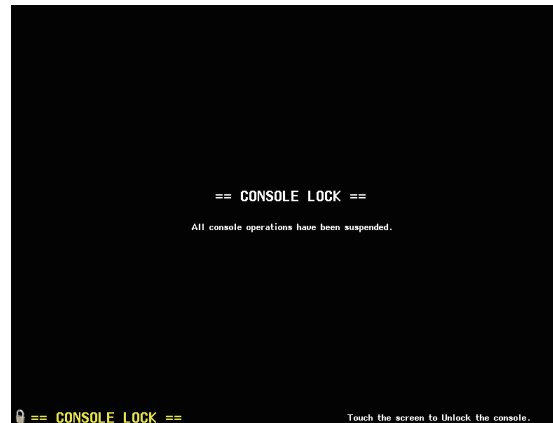 == CONSOLE LOCK ==
All console operations have been suspended.
== CONSOLE LOCK ==
Touch the screen to Unlock the console.